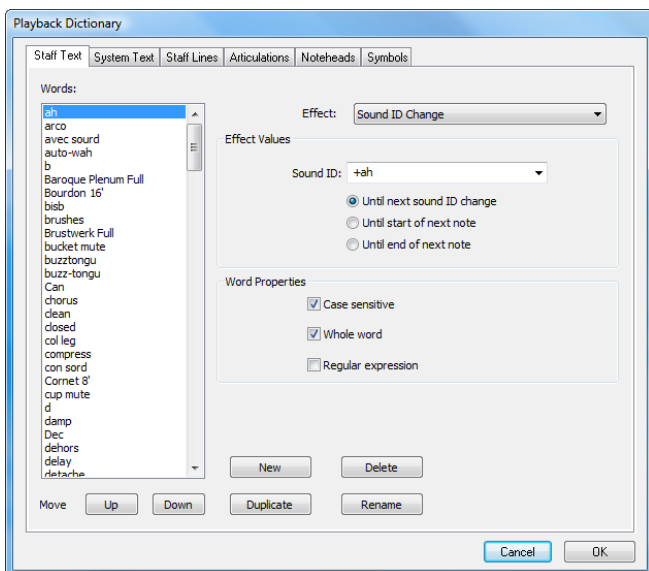 Playback Dictionary
Staff Text System Text Staff Lines Articulations Noteheads Symbols
Words:
ah
arco
avec sourd
auto-wah
b
Baroque Plenum Full
Bourdon 16'
bisb
brushes
Brustwerk Full
bucket mute
buzztongu
buzz-tongu
Can
chorus
clean
closed
col leg
compress
con sord
Cornet 8'
cup mute
d
damp
Dec
dehors
delay
detache
Effect: Sound ID Change
Effect Values
Sound ID: +ah
Until next sound ID change
Until start of next note
Until end of next note
Word Properties
Case sensitive
Whole word
Regular expression
New Delete
Move Up Down Duplicate Rename
Cancel OK